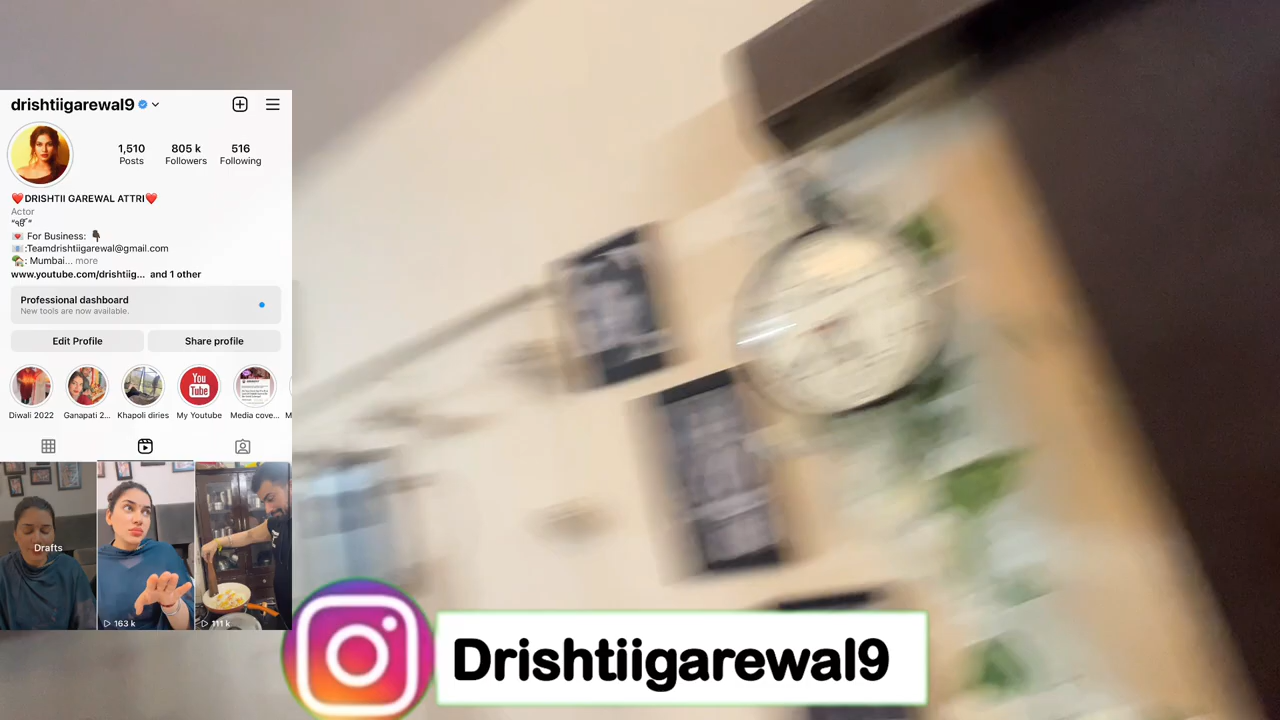 drishtiigarewal9
1,510 805 k 516
Posts Followers Following
❤️DRISHTII GAREWAL ATTRI❤️
Actor
“ੴ”
💌 For Business: 👇🏿
📧:Teamdrishtiigarewal@gmail.com
🏡: Mumbai... more
www.youtube.com/drishtiig... and 1 other
Professional dashboard
New tools are now available.
Edit Profile Share profile
You
Tube
Diwali 2022 Ganapati 2... Khapoli diries My Youtube Media cove... M
Drafts
163 k 111 k
Drishtiigarewal9